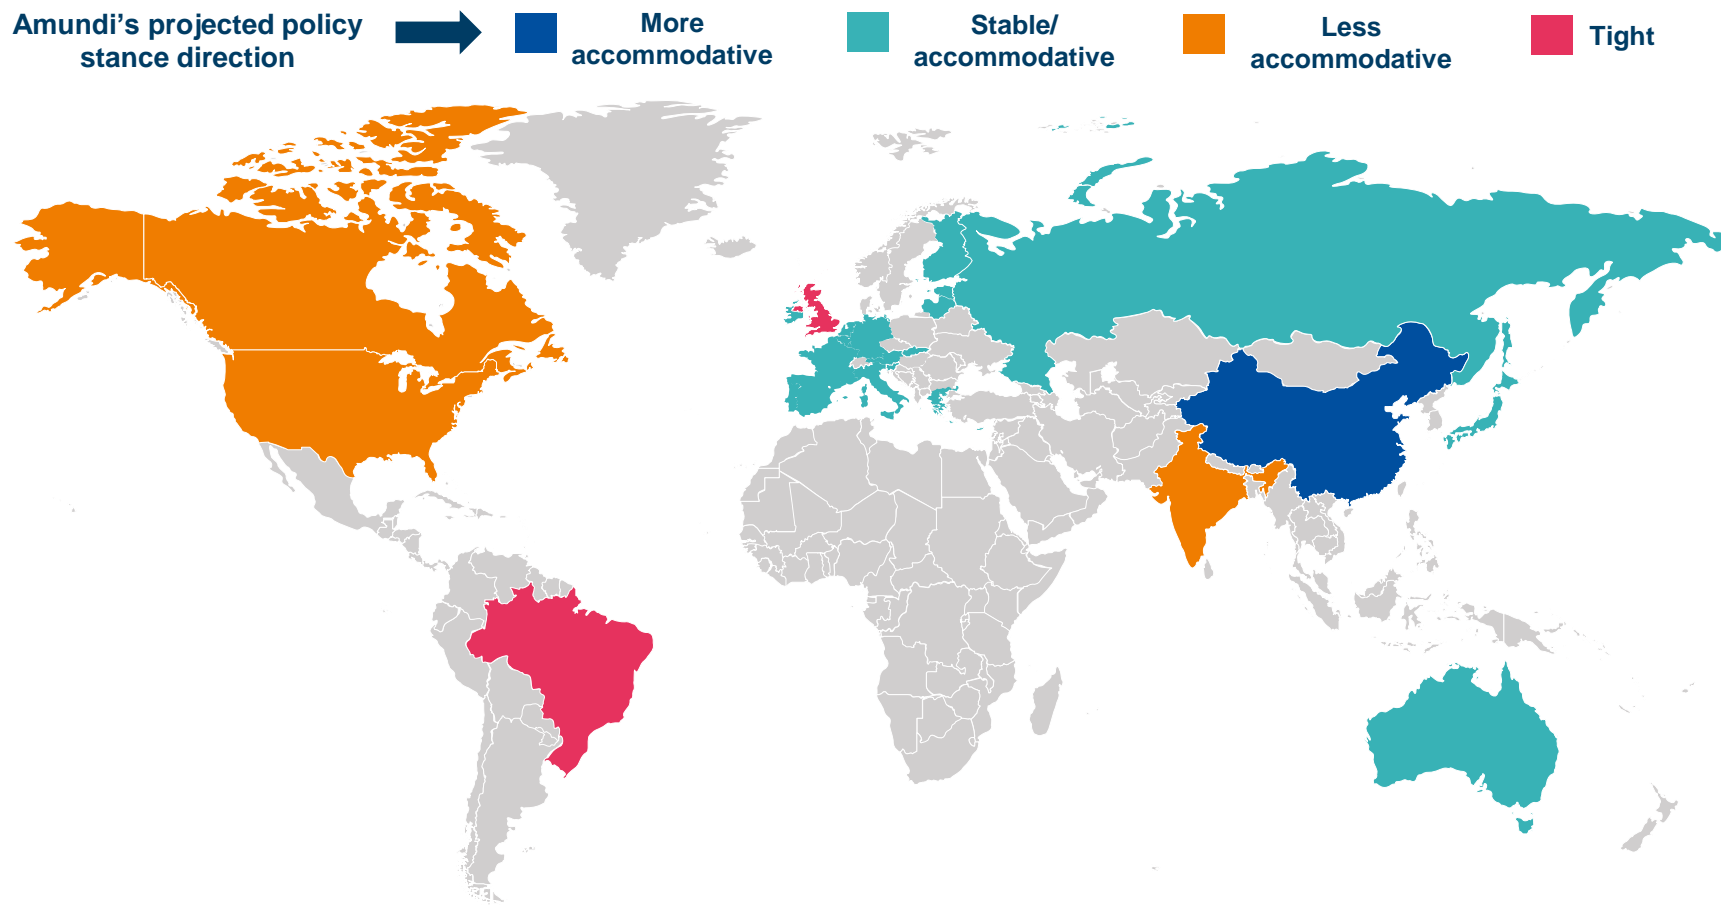 Amundi’s projected policy
stance direction
More
accommodative
Stable/
accommodative
Less
accommodative
Tight